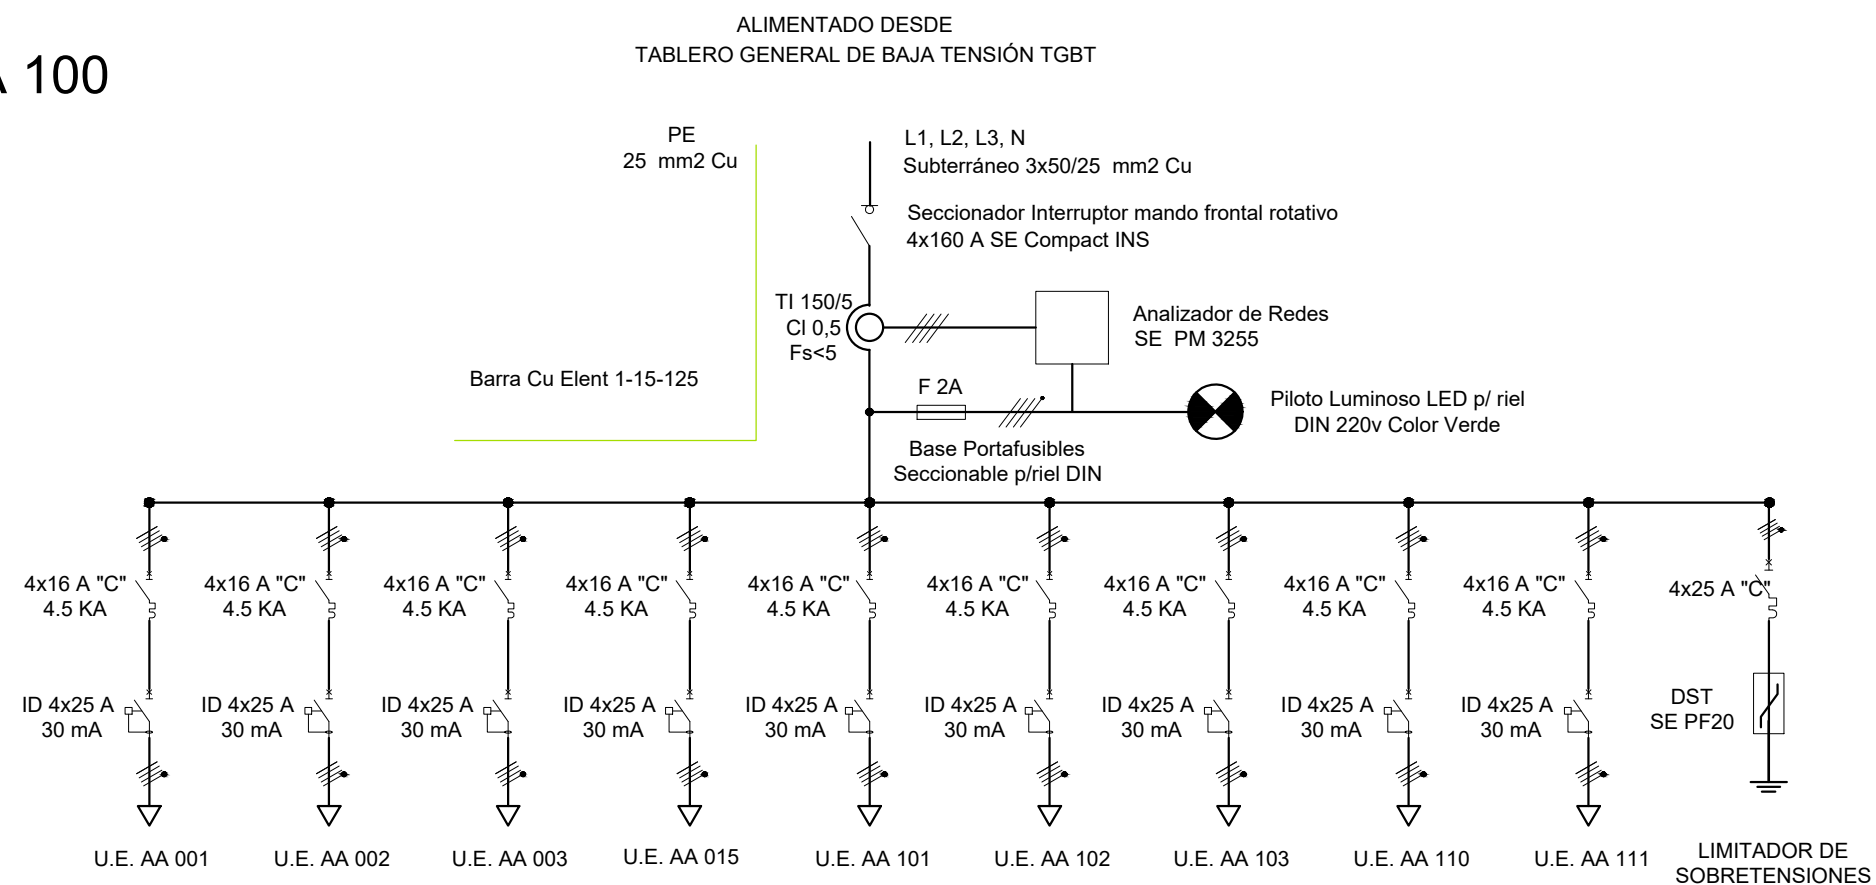 ALIMENTADO DESDE
TABLERO GENERAL DE BAJA TENSIÓN TGBT
A 100
PE
25 mm2 Cu
L1, L2, L3, N
Subterráneo 3x50/25 mm2 Cu
Seccionador Interruptor mando frontal rotativo
4x160 A SE Compact INS
TI 150/5
Cl 0,5
Fs<5
Analizador de Redes
SE PM 3255
Barra Cu Elent 1-15-125
F 2A
Piloto Luminoso LED p/ riel
DIN 220v Color Verde
Base Portafusibles
Seccionable p/riel DIN
4x16 A "C"
4.5 KA
4x16 A "C"
4.5 KA
4x16 A "C"
4.5 KA
4x16 A "C"
4.5 KA
4x16 A "C"
4.5 KA
4x16 A "C"
4.5 KA
4x16 A "C"
4.5 KA
4x16 A "C"
4.5 KA
4x16 A "C"
4.5 KA
4x25 A "C"
ID 4x25 A
30 mA
ID 4x25 A
30 mA
ID 4x25 A
30 mA
ID 4x25 A
30 mA
ID 4x25 A
30 mA
ID 4x25 A
30 mA
ID 4x25 A
30 mA
ID 4x25 A
30 mA
ID 4x25 A
30 mA
DST
SE PF20
U.E. AA 001
U.E. AA 002
U.E. AA 003
U.E. AA 015
U.E. AA 101
U.E. AA 102
U.E. AA 103
U.E. AA 110
U.E. AA 111
LIMITADOR DE
SOBRETENSIONES